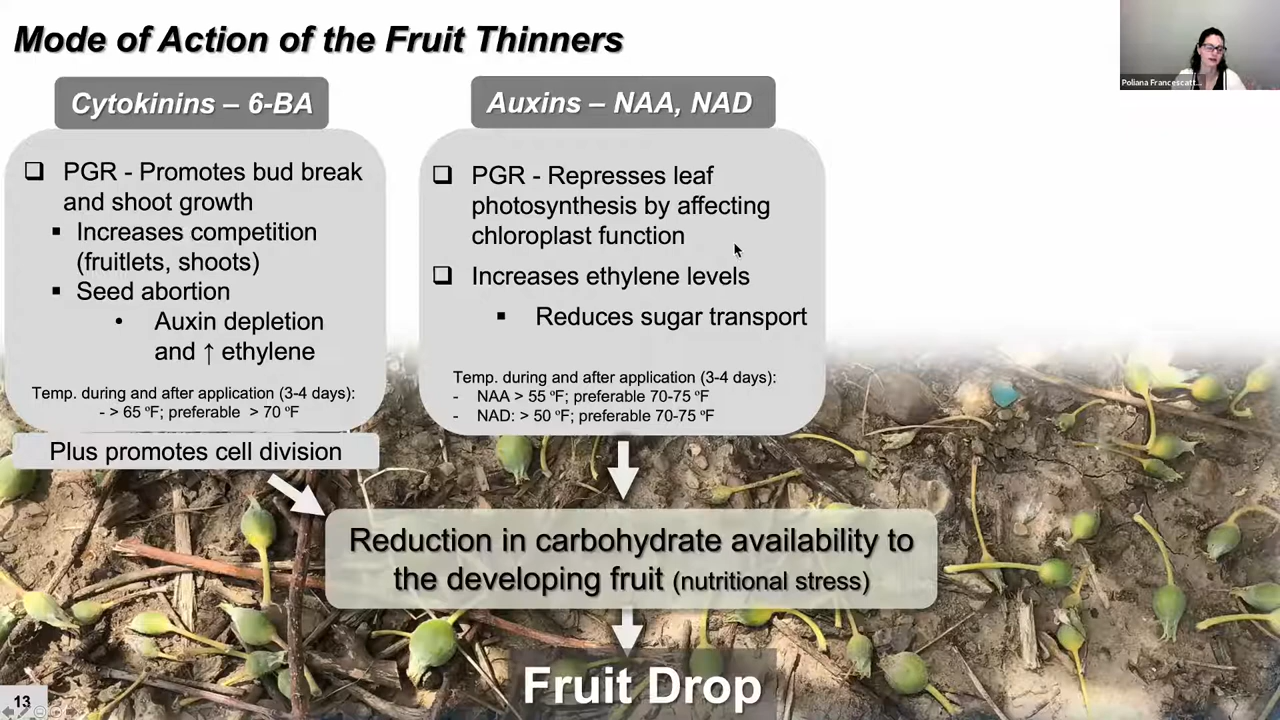 Mode of Action of the Fruit Thinners
Poliana Francescatt...
Cytokinins – 6-BA
❑ PGR - Promotes bud break
and shoot growth
▪ Increases competition
(fruitlets, shoots)
▪ Seed abortion
• Auxin depletion
and ↑ ethylene
Temp. during and after application (3-4 days):
- > 65 ºF; preferable > 70 ºF
Plus promotes cell division
Auxins – NAA, NAD
❑ PGR - Represses leaf
photosynthesis by affecting
chloroplast function
❑ Increases ethylene levels
▪ Reduces sugar transport
Temp. during and after application (3-4 days):
- NAA > 55 ºF; preferable 70-75 ºF
- NAD: > 50 ºF; preferable 70-75 ºF
Reduction in carbohydrate availability to
the developing fruit (nutritional stress)
Fruit Drop
13